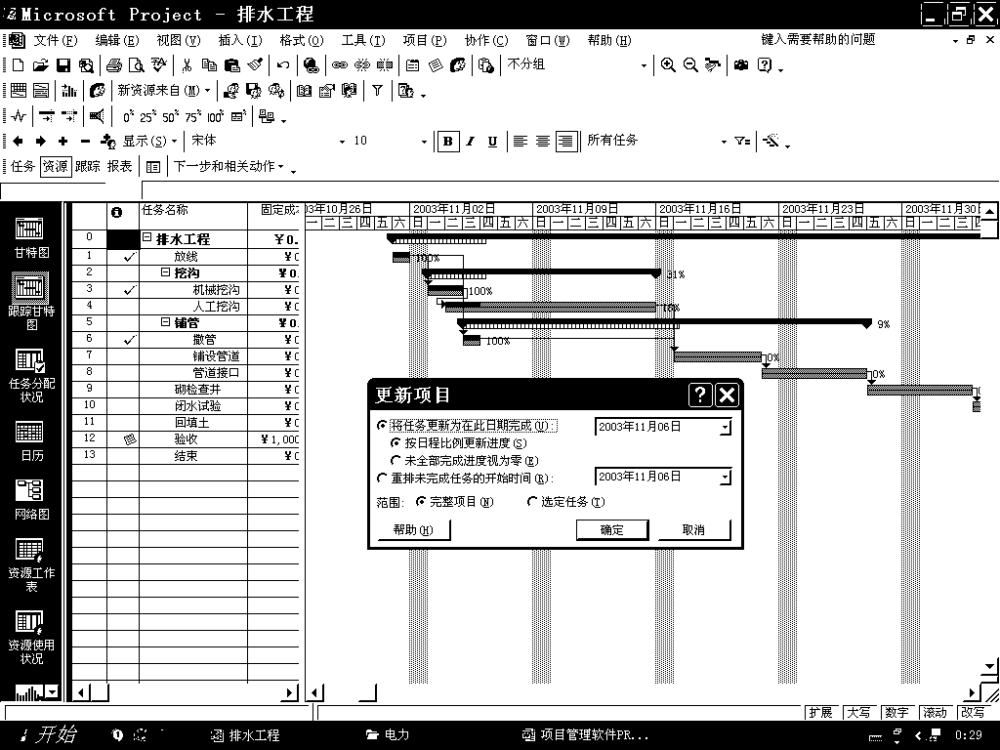 Microsoft Project - 排水工程
文件(F) 编辑(E) 视图(V) 插入(I) 格式(O) 工具(T) 项目(P) 协作(C) 窗口(W) 帮助(H) 键入需要帮助的问题
不分组
新资源来自(M)
0% 25% 50% 75% 100%
显示(S) 宋体 10 B I U 所有任务
任务 资源 跟踪 报表 下一步和相关动作
任务名称 固定成本 03年10月26日 2003年11月02日 2003年11月09日 2003年11月16日 2003年11月23日 2003年11月30日
一 二 三 四 五 六 日 一 二 三 四 五 六 日 一 二 三 四 五 六 日 一 二 三 四 五 六 日 一 二 三 四 五 六 日 一 二 三 四
0 排水工程 ¥0.
1 放线 ¥0 100%
2 挖沟 ¥0. 31%
3 机械挖沟 ¥0 100%
4 人工挖沟 ¥0 18%
5 铺管 ¥0. 9%
6 撒管 ¥0 100%
7 铺设管道 ¥0 0%
8 管道接口 ¥0 0%
9 砌检查井 ¥0
10 闭水试验 ¥0
11 回填土 ¥0
12 验收 ¥1,000
13 结束 ¥0
甘特图
跟踪甘特图
任务分配状况
日历
网络图
资源工作表
资源使用状况
更新项目
将任务更新为在此日期完成(U) 2003年11月06日
按日程比例更新进度(S)
未全部完成进度视为零(E)
重排未完成任务的开始时间(R): 2003年11月06日
范围: 完整项目(N) 选定任务(T)
帮助(H) 确定 取消
扩展 大写 数字 滚动 改写
开始 排水工程 电力 项目管理软件PR... 0:29